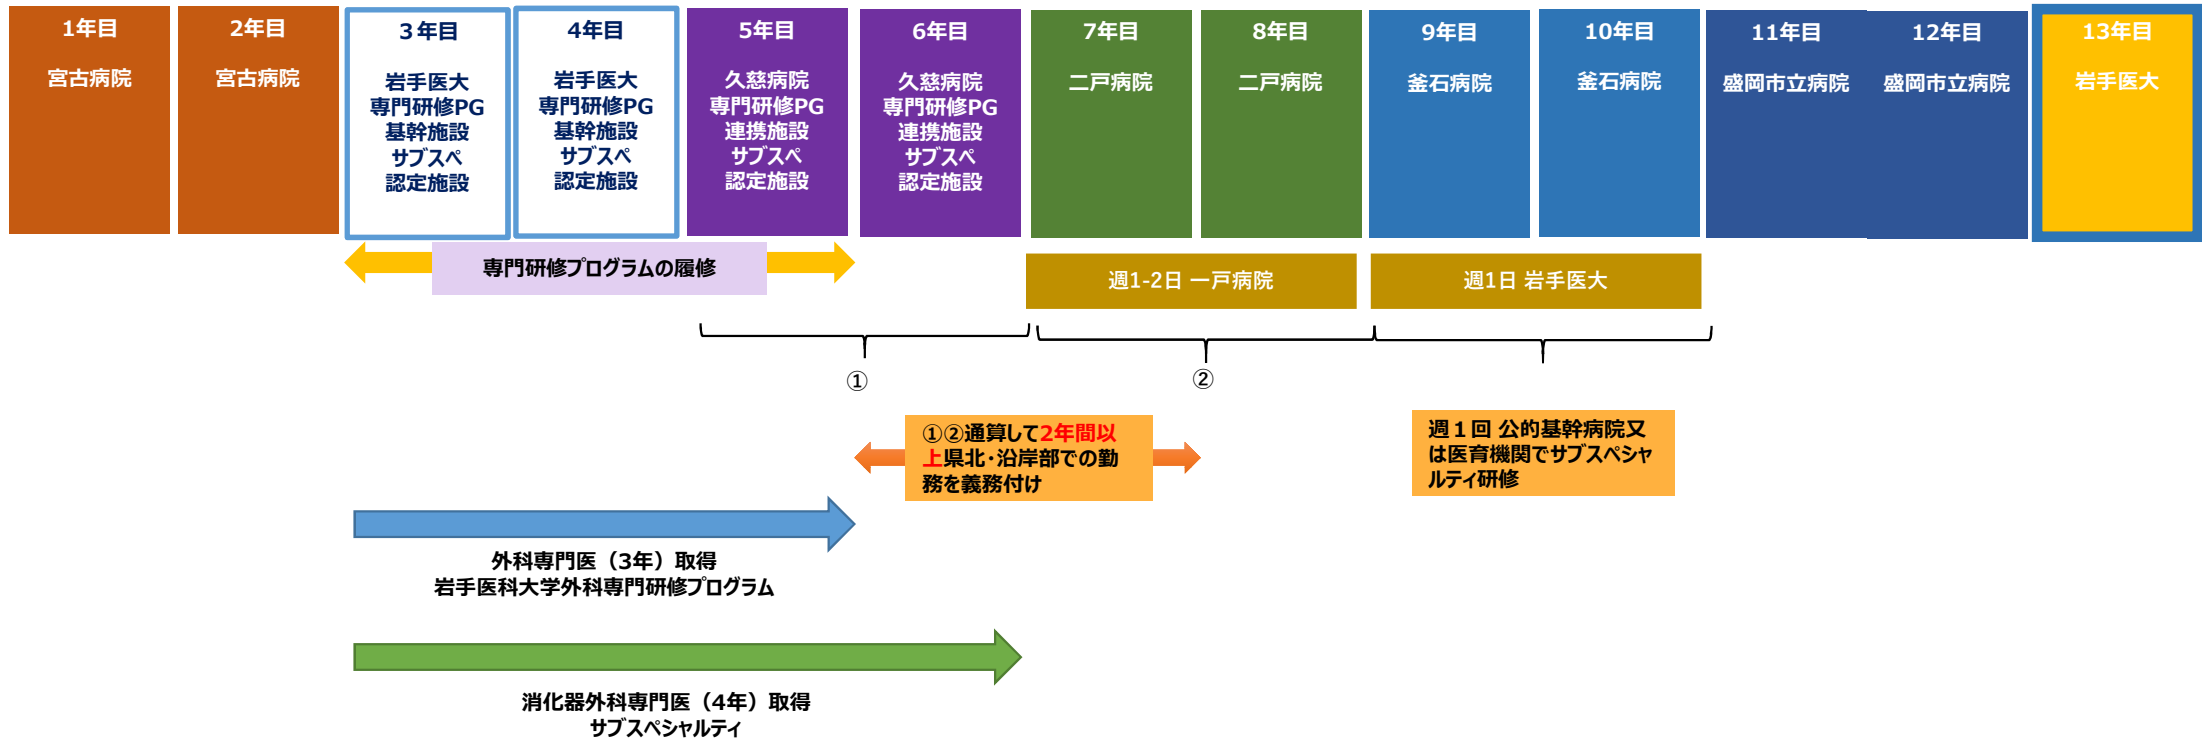 1年目
宮古病院
2年目
宮古病院
３年目
岩手医大
専門研修PG
基幹施設
サブスペ
認定施設
4年目
岩手医大
専門研修PG
基幹施設
サブスペ
認定施設
5年目
久慈病院
専門研修PG
連携施設
サブスペ
認定施設
6年目
久慈病院
専門研修PG
連携施設
サブスペ
認定施設
7年目
二戸病院
8年目
二戸病院
9年目
釜石病院
10年目
釜石病院
11年目
盛岡市立病院
12年目
盛岡市立病院
13年目
岩手医大
専門研修プログラムの履修
週1-2日 一戸病院
週1日 岩手医大
①
②
①②通算して2年間以
上県北・沿岸部での勤
務を義務付け
週１回 公的基幹病院又
は医育機関でサブスペシャ
ルティ研修
外科専門医（3年）取得
岩手医科大学外科専門研修プログラム
消化器外科専門医（4年）取得
サブスペシャルティ